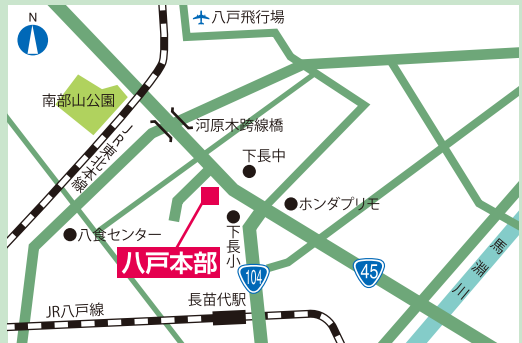 N
八戸飛行場
南部山公園
河原木跨線橋
JR東北本線
下長中
ホンダプリモ
八食センター
下長小
八戸本部
104
45
馬淵川
長苗代駅
JR八戸線